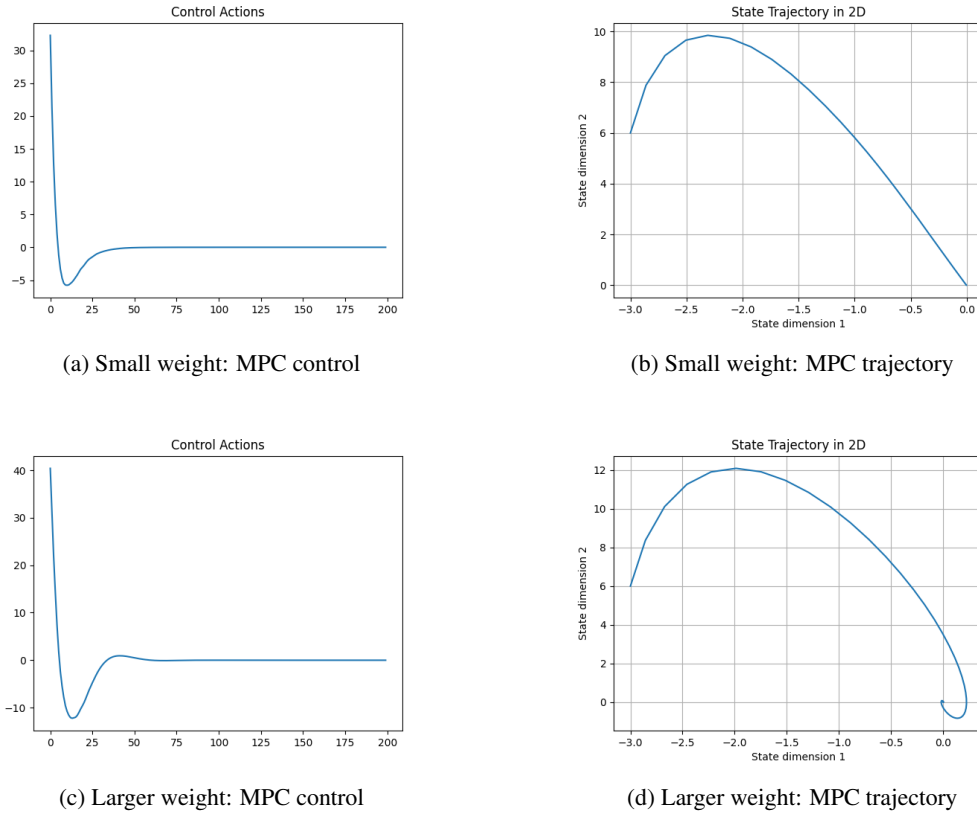 Control Actions
30
25
20
15
10
5
0
−5
0 25 50 75 100 125 150 175 200
(a) Small weight: MPC control
State Trajectory in 2D
10
8
6
4
2
0
State dimension 2
−3.0 −2.5 −2.0 −1.5 −1.0 −0.5 0.0
State dimension 1
(b) Small weight: MPC trajectory
Control Actions
40
30
20
10
0
−10
0 25 50 75 100 125 150 175 200
(c) Larger weight: MPC control
State Trajectory in 2D
12
10
8
6
4
2
0
State dimension 2
−3.0 −2.5 −2.0 −1.5 −1.0 −0.5 0.0
State dimension 1
(d) Larger weight: MPC trajectory